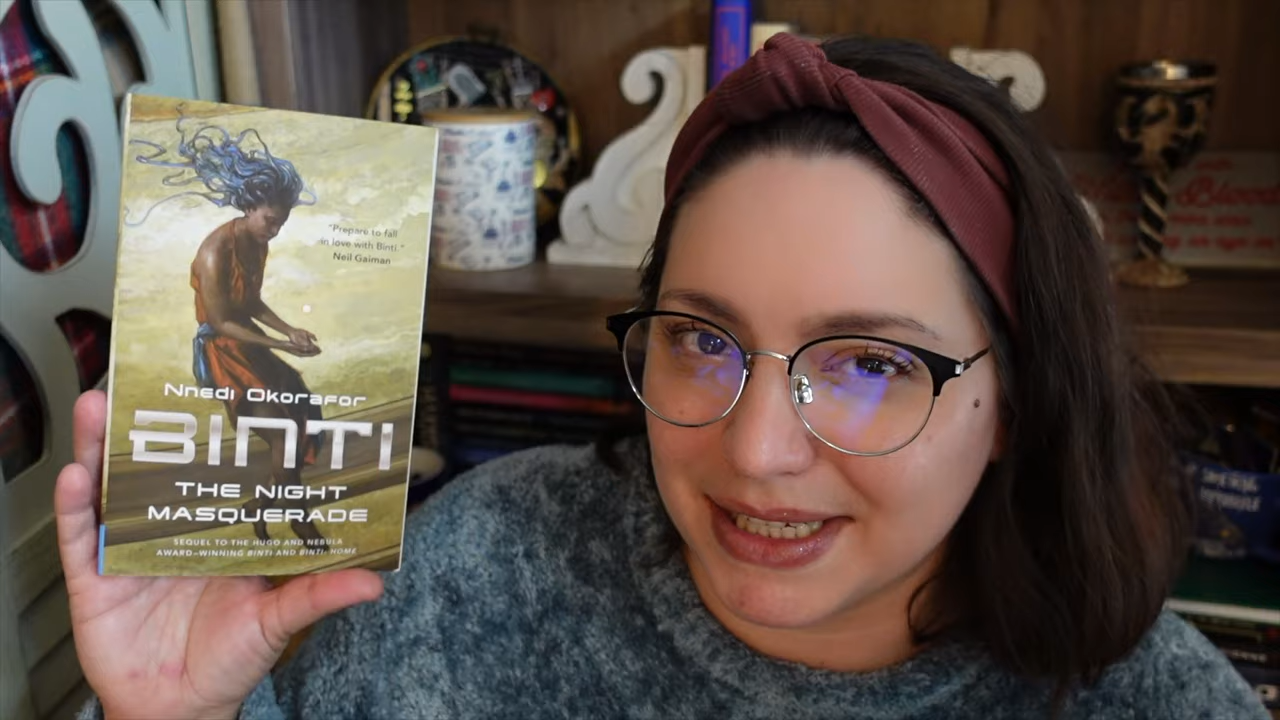 "Prepare to fall
in love with Binti."
Neil Gaiman
Nnedi Okorafor
BINTI
THE NIGHT
MASQUERADE
SEQUEL TO THE HUGO AND NEBULA
AWARD–WINNING BINTI AND BINTI: HOME